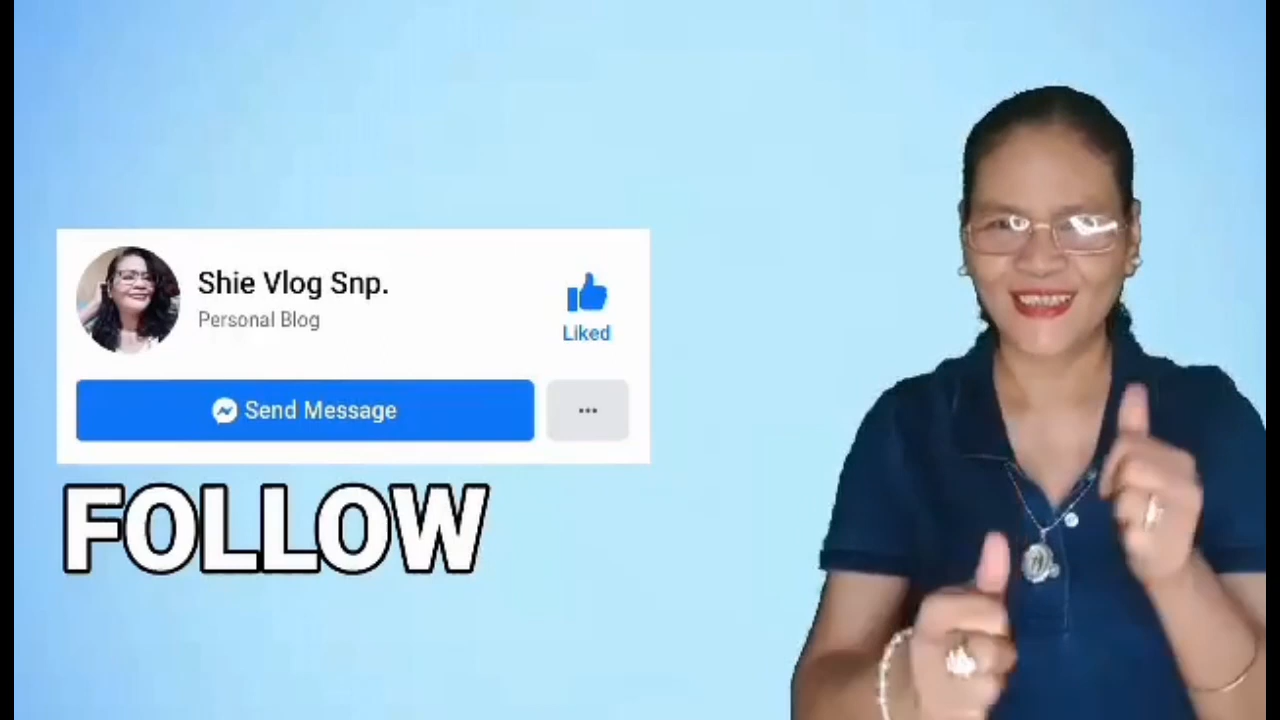 Shie Vlog Snp.
Personal Blog
Liked
Send Message
FOLLOW